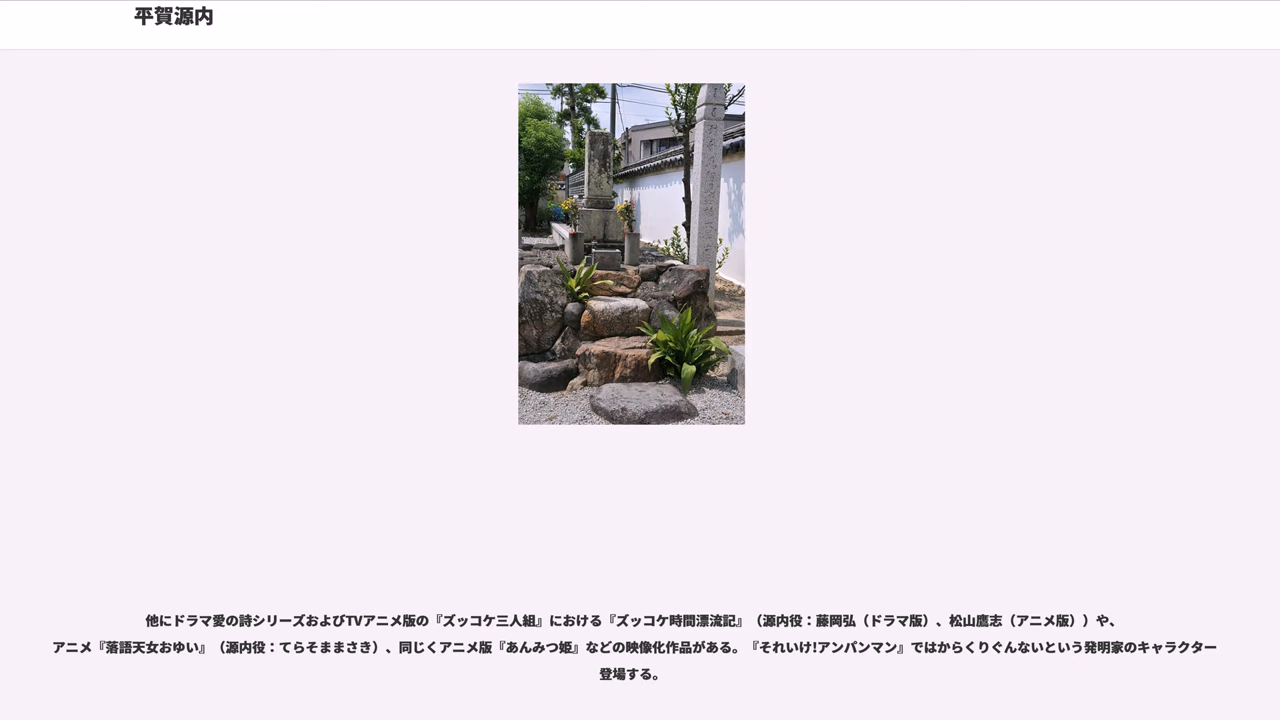 平賀源内
他にドラマ愛の詩シリーズおよびTVアニメ版の『ズッコケ三人組』における『ズッコケ時間漂流記』（源内役：藤岡弘（ドラマ版）、松山鷹志（アニメ版））や、
アニメ『落語天女おゆい』（源内役：てらそままさき）、同じくアニメ版『あんみつ姫』などの映像化作品がある。『それいけ!アンパンマン』ではからくりぐんないという発明家のキャラクター
登場する。